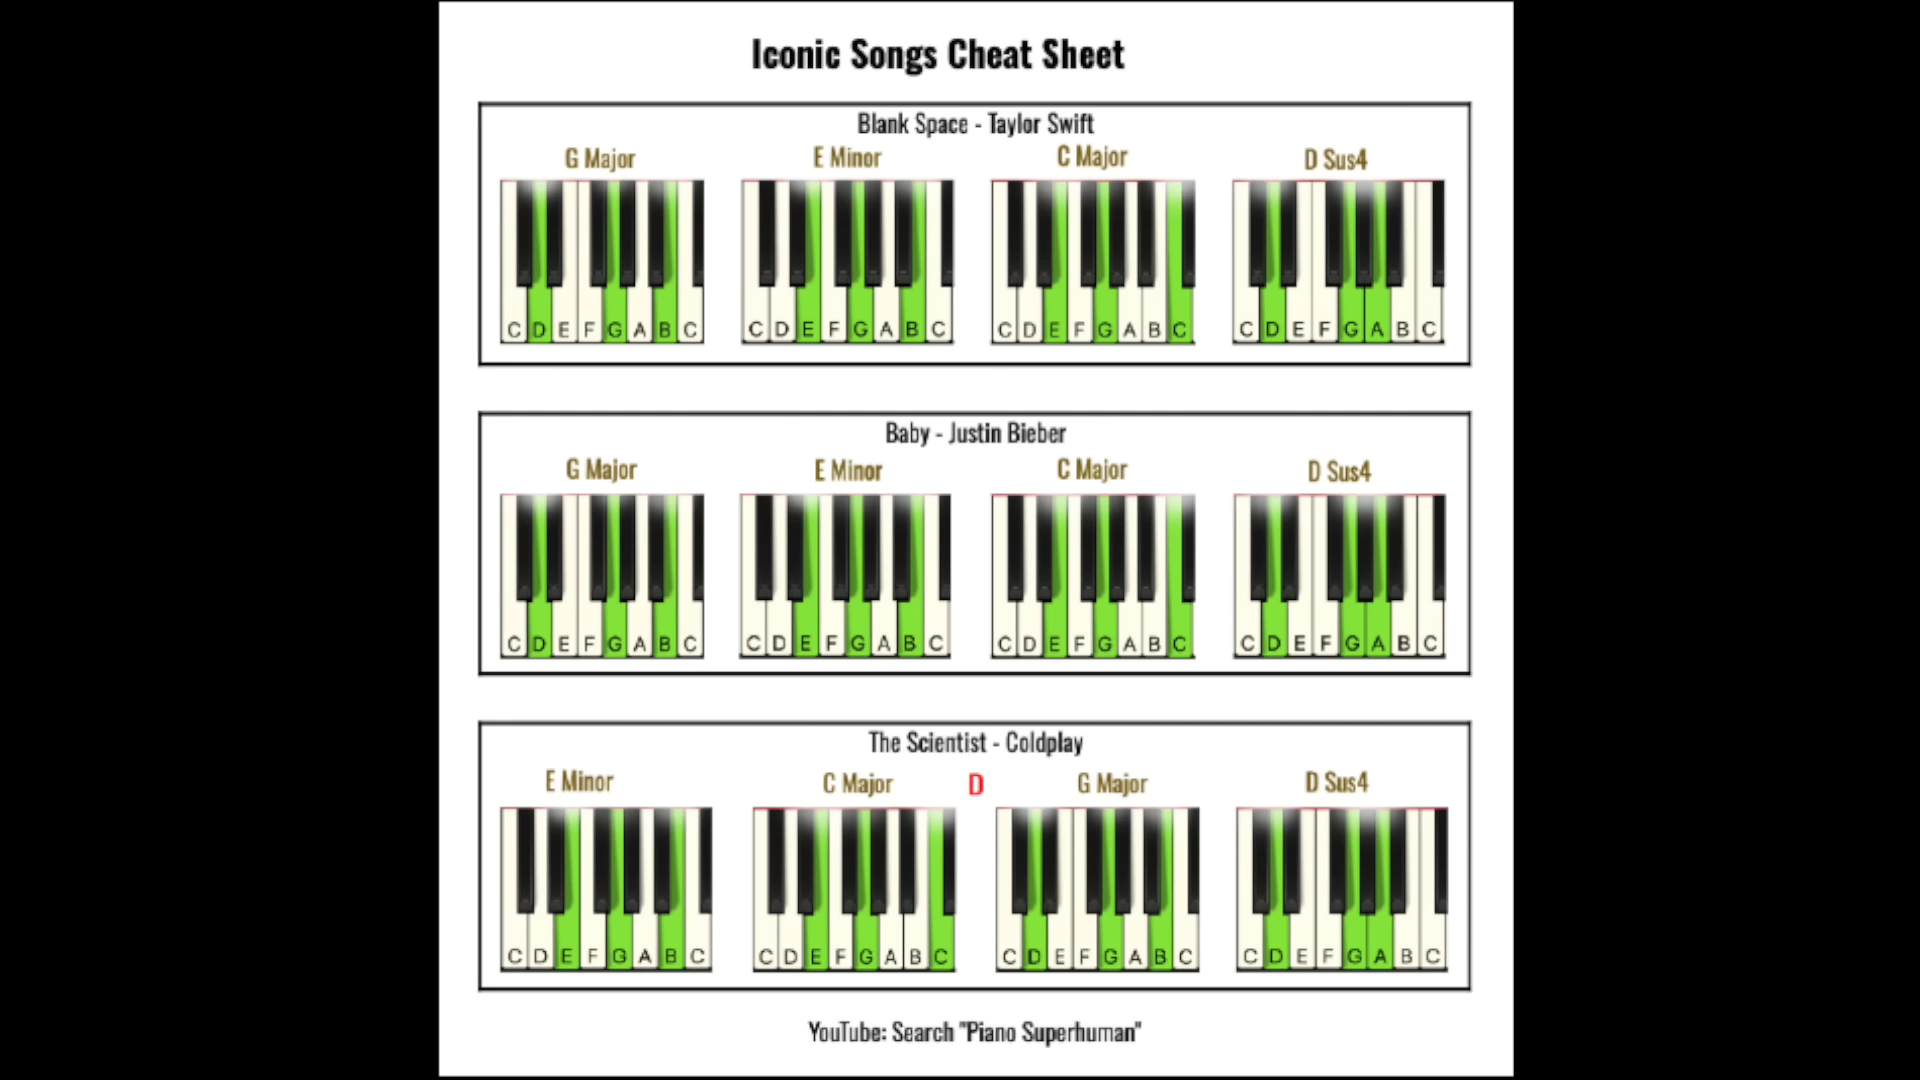 Iconic Songs Cheat Sheet
Blank Space - Taylor Swift
G Major E Minor C Major D Sus4
C D E F G A B C C D E F G A B C C D E F G A B C C D E F G A B C
Baby - Justin Bieber
G Major E Minor C Major D Sus4
C D E F G A B C C D E F G A B C C D E F G A B C C D E F G A B C
The Scientist - Coldplay
E Minor C Major D G Major D Sus4
C D E F G A B C C D E F G A B C C D E F G A B C C D E F G A B C
YouTube: Search "Piano Superhuman"